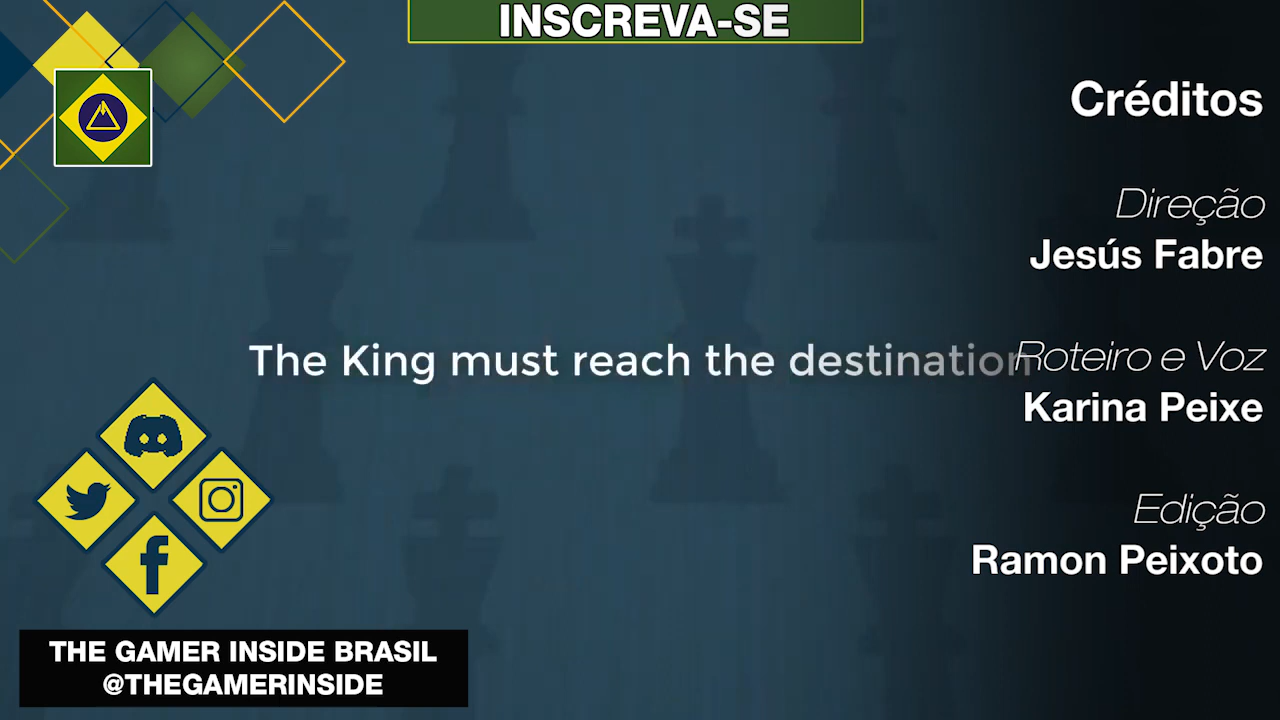 INSCREVA-SE
Créditos
Direção
Jesús Fabre
The King must reach the destination
Roteiro e Voz
Karina Peixe
Edição
Ramon Peixoto
THE GAMER INSIDE BRASIL
@THEGAMERINSIDE